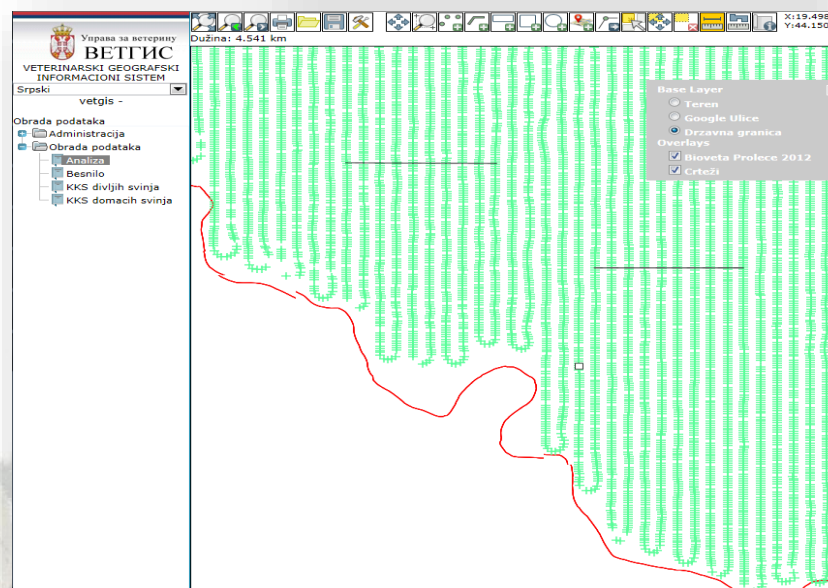 Управа за ветерину
ВЕТГИС
VETERINARSKI GEOGRAFSKI
INFORMACIONI SISTEM
Srpski
vetgis -
Obrada podataka
Administracija
Obrada podataka
Analiza
Besnilo
KKS divljih svinja
KKS domacih svinja
X:19.498
Y:44.150
Dužina: 4.541 km
Base Layer
Teren
Google Ulice
Drzavna granica
Overlays
Bioveta Prolece 2012
Crteži